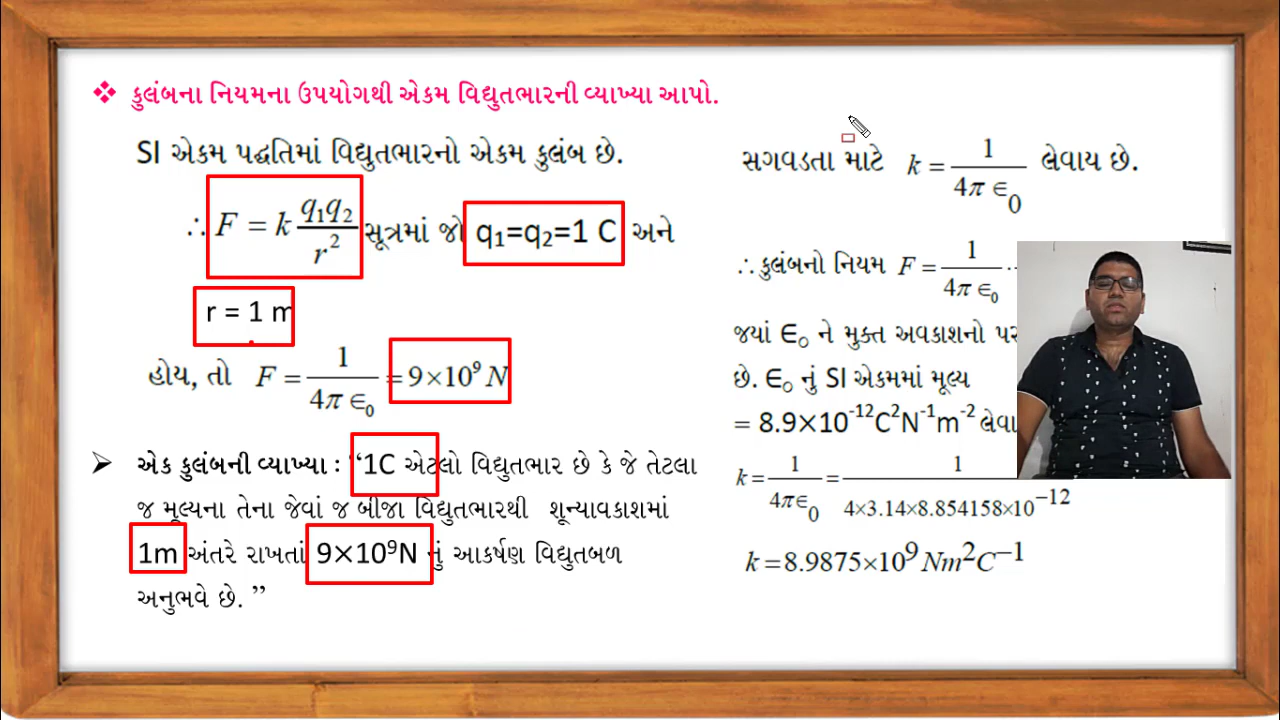 ❖ કુલંબના નિયમના ઉપયોગથી એકમ વિદ્યુતભારની વ્યાખ્યા આપો.
SI એકમ પદ્ધતિમાં વિદ્યુતભારનો એકમ કુલંબ છે.
∴ F = k q₁q₂ / r² સૂત્રમાં જો q₁=q₂=1 C અને
r = 1 m
હોય, તો F = 1 / 4π ∈₀ = 9×10⁹ N
➢ એક કુલંબની વ્યાખ્યા : “1C એટલો વિદ્યુતભાર છે કે જે તેટલા
જ મૂલ્યના તેના જેવાં જ બીજા વિદ્યુતભારથી શૂન્યાવકાશમાં
1m અંતરે રાખતાં 9×10⁹N નું આકર્ષણ વિદ્યુતબળ
અનુભવે છે. ”
સગવડતા માટે k = 1 / 4π ∈₀ લેવાય છે.
∴ કુલંબનો નિયમ F = 1 / 4π ∈₀
જયાં ∈₀ ને મુક્ત અવકાશનો
છે. ∈₀ નું SI એકમમાં મૂલ્ય
= 8.9×10⁻¹²C²N⁻¹m⁻²
k = 1 / 4π∈₀ = 1 / 4×3.14×8.854158×10⁻¹²
k = 8.9875×10⁹ Nm²C⁻¹